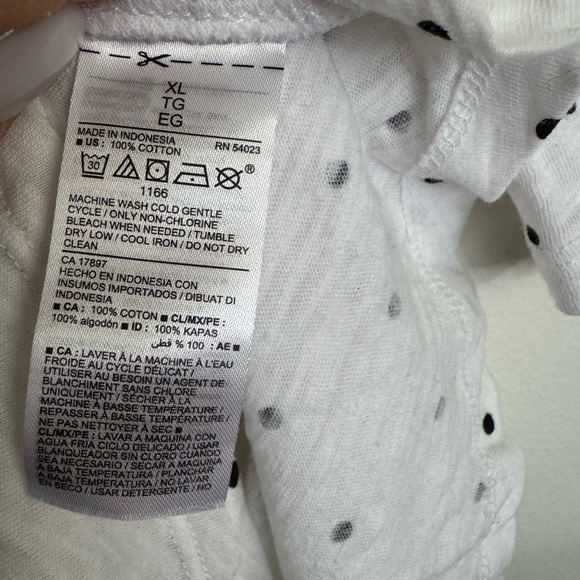 XL
TG
EG
MADE IN INDONESIA RN 54023
■ US: 100% COTTON
30
®
1166
MACHINE WASH COLD GENTLE
CYCLE / ONLY NON-CHLORINE
BLEACH WHEN NEEDED / TUMBLE
DRY LOW / COOL IRON / DO NOT DRY
CLEAN
CA 17897
HECHO EN INDONESIA CON
INSUMOS IMPORTADOS / DIBUAT DI
INDONESIA
■ CA: 100% COTON ■ CL/MX/PE:
100% algodón ■ ID: 100% KAPAS
■ AE: 100 % قطن
■ CA: LAVER À LA MACHINE À L'EAU
FROIDE AU CYCLE DÉLICAT /
UTILISER AU BESOIN UN AGENT DE
BLANCHIMENT SANS CHLORE
UNIQUEMENT / SÉCHER À LA
MACHINE À BASSE TEMPÉRATURE /
REPASSER À BASSE TEMPÉRATURE /
NE PAS NETTOYER À SEC ■
CL/MX/PE: LAVAR A MAQUINA CON
AGUA FRIA CICLO DELICADO / USAR
BLANQUEADOR SIN CLORO CUANDO
SEA NECESARIO / SECAR A MAQUINA
A BAJA TEMPERATURA / PLANCHAR
A BAJA TEMPERATURA / NO LAVAR
EN SECO / USAR DETERGENTE / NO